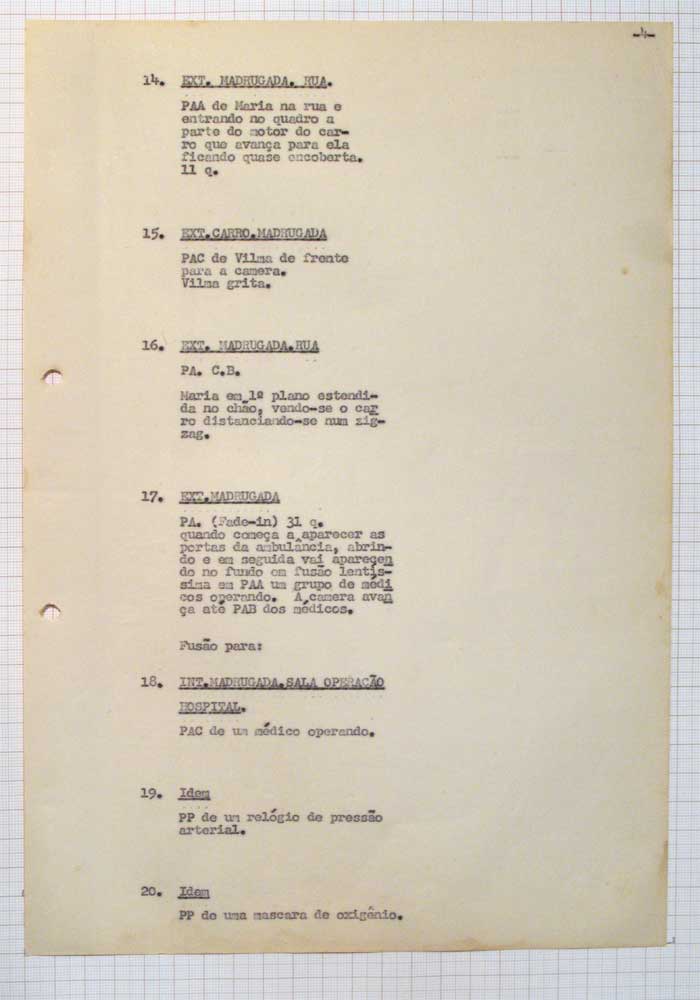 -4-
14. EXT. MADRUGADA. RUA.
PAA de Maria na rua e
entrando no quadro a
parte do motor do car-
ro que avança para ela
ficando quase encoberta.
11 q.
15. EXT.CARRO.MADRUGADA
PAC de Vilma de frente
para a camera.
Vilma grita.
16. EXT. MADRUGADA.RUA
PA. C.B.
Maria em 1º plano estendi-
da no chão, vendo-se o car
ro distanciando-se num zig-
zag.
17. EXT.MADRUGADA
PA. (Fade-in) 31 q.
quando começa a aparecer as
portas da ambulância, abrin-
do e em seguida vai aparecen
do no fundo em fusão lentís-
sima em PAA um grupo de médi
cos operando. A camera avan
ça até PAB dos médicos.
Fusão para:
18. INT.MADRUGADA.SALA OPERAÇÃO
HOSPITAL.
PAC de um médico operando.
19. Idem
PP de um relógio de pressão
arterial.
20. Idem
PP de uma mascara de oxigênio.